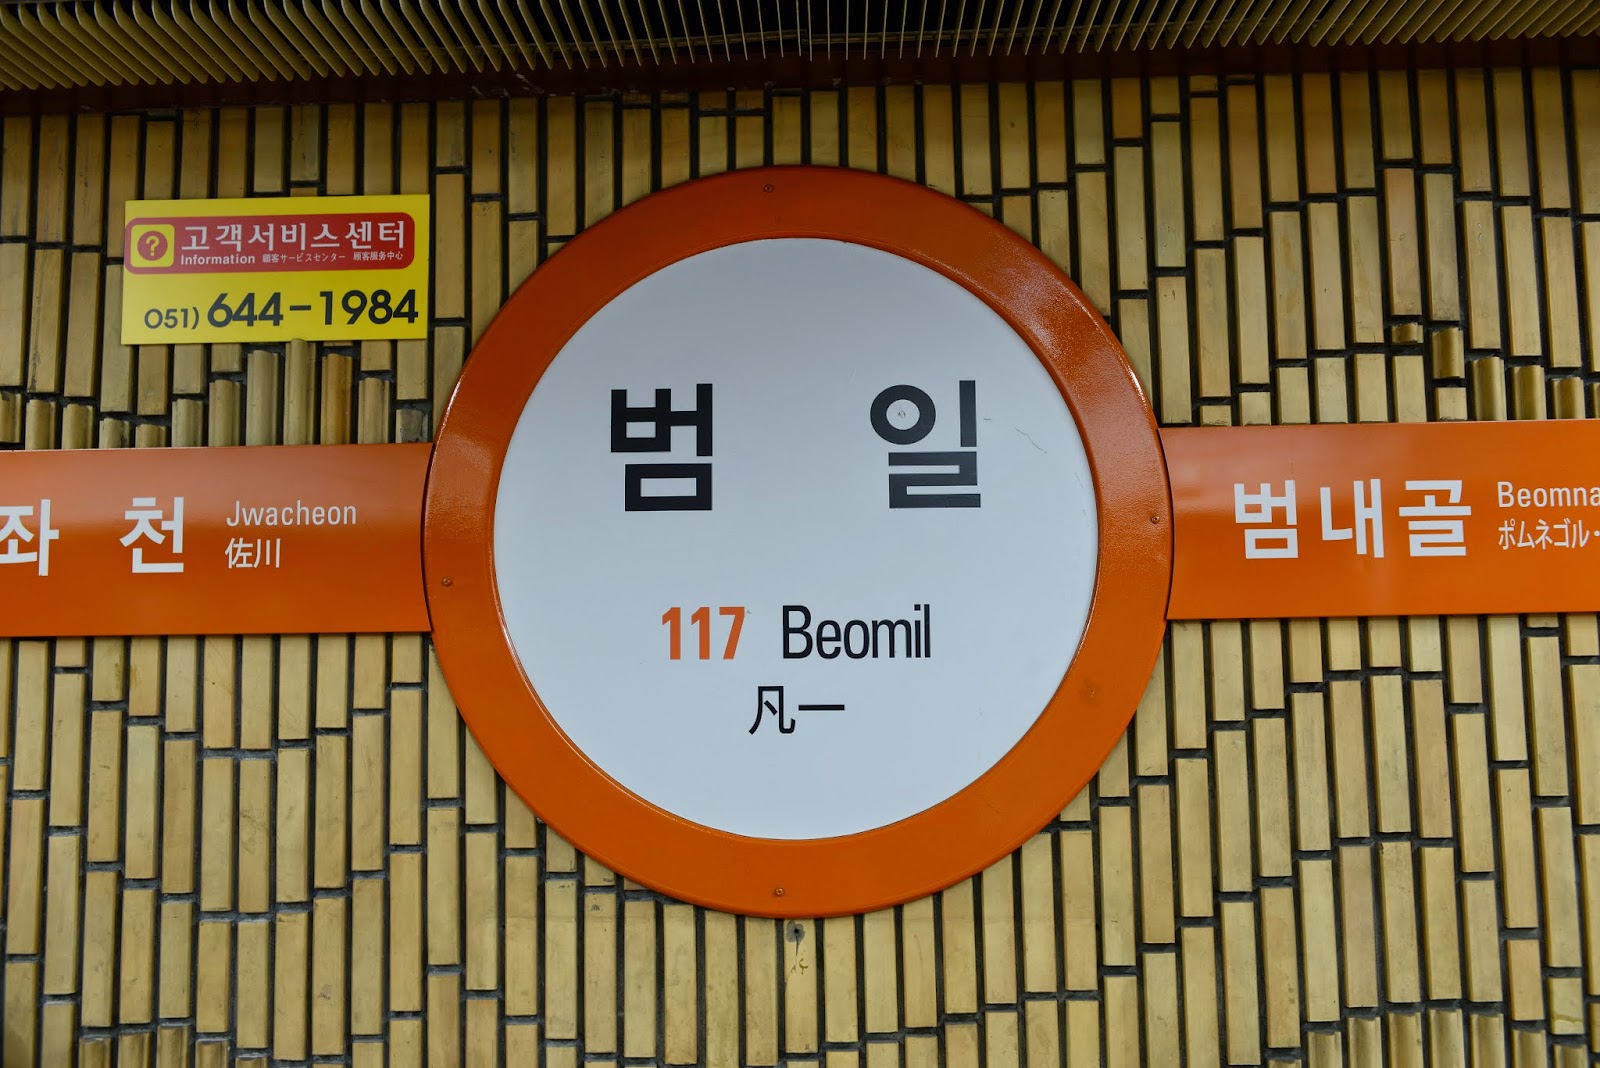 고객서비스센터
Information 顧客サービスセンター 顾客服务中心
051) 644-1984
범 일
117 Beomil
凡一
좌 천 Jwacheon
佐川
범내골
ポムネゴル・